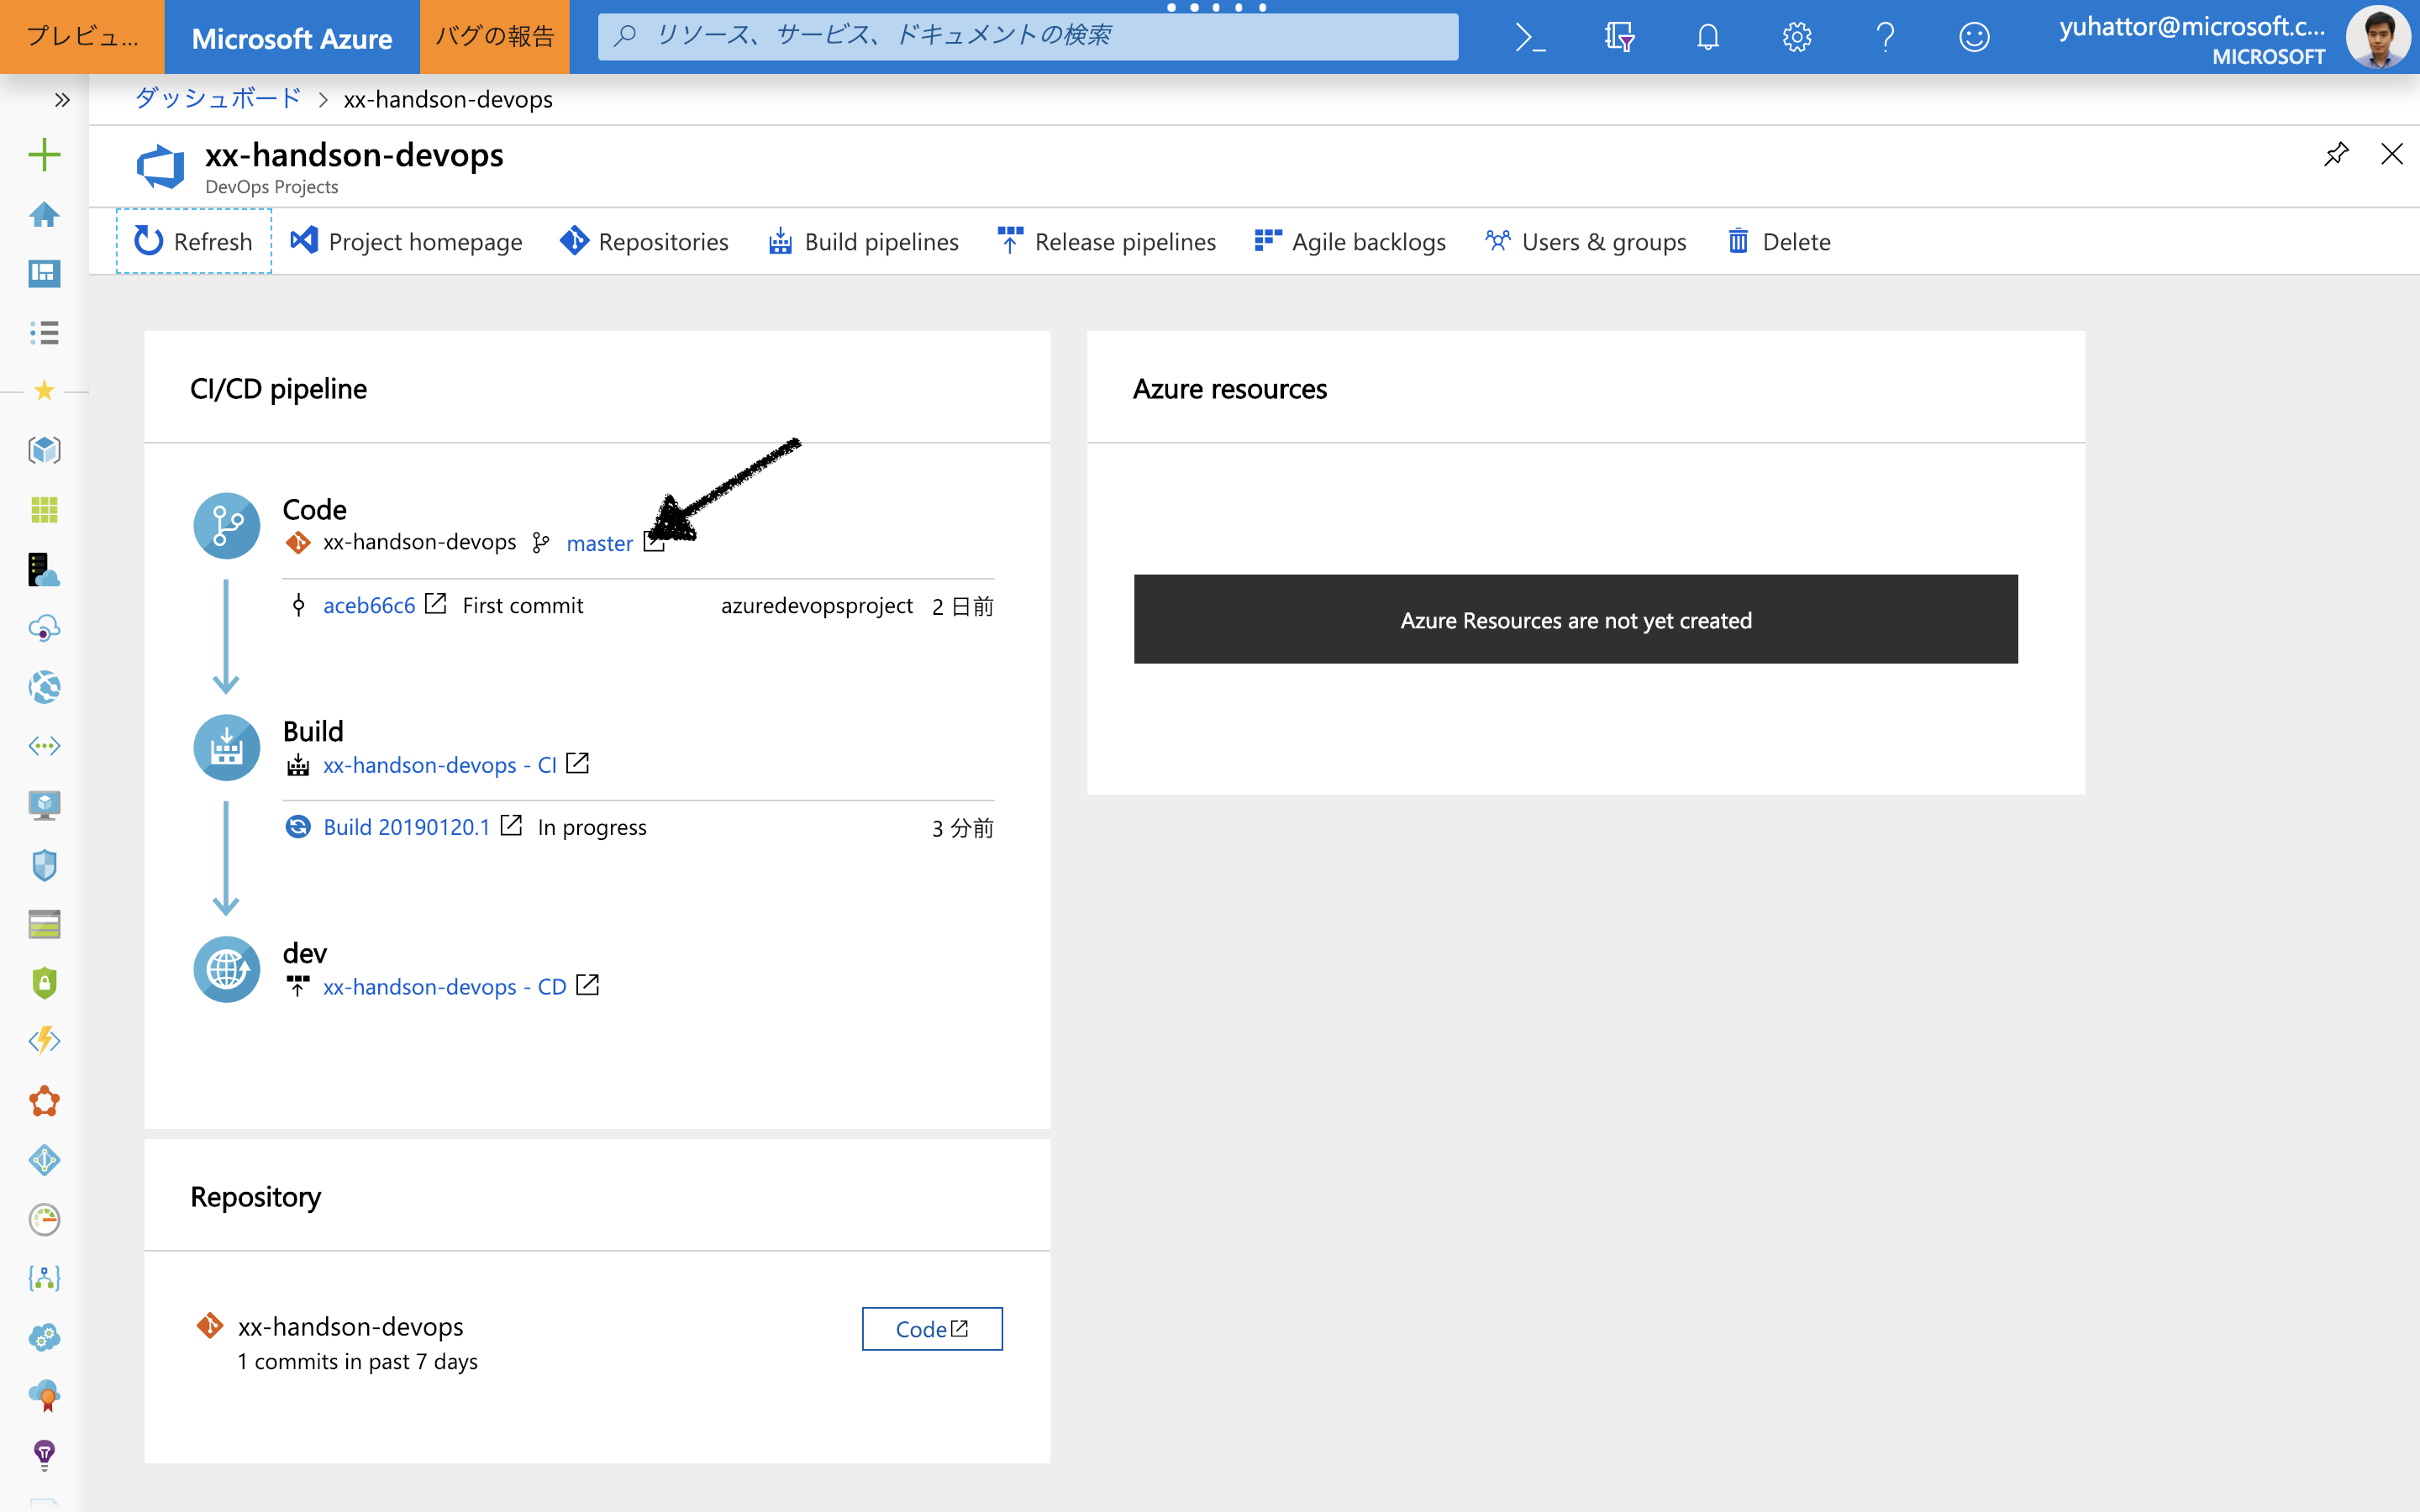 プレビュ...
Microsoft Azure
バグの報告
リソース、サービス、ドキュメントの検索
yuhattor@microsoft.c...
MICROSOFT
ダッシュボード
xx-handson-devops
xx-handson-devops
DevOps Projects
Refresh
Project homepage
Repositories
Build pipelines
Release pipelines
Agile backlogs
Users & groups
Delete
CI/CD pipeline
Code
xx-handson-devops master
aceb66c6 First commit azuredevopsproject 2 日前
Build
xx-handson-devops - CI
Build 20190120.1 In progress 3 分前
dev
xx-handson-devops - CD
Azure resources
Azure Resources are not yet created
Repository
xx-handson-devops
1 commits in past 7 days
Code